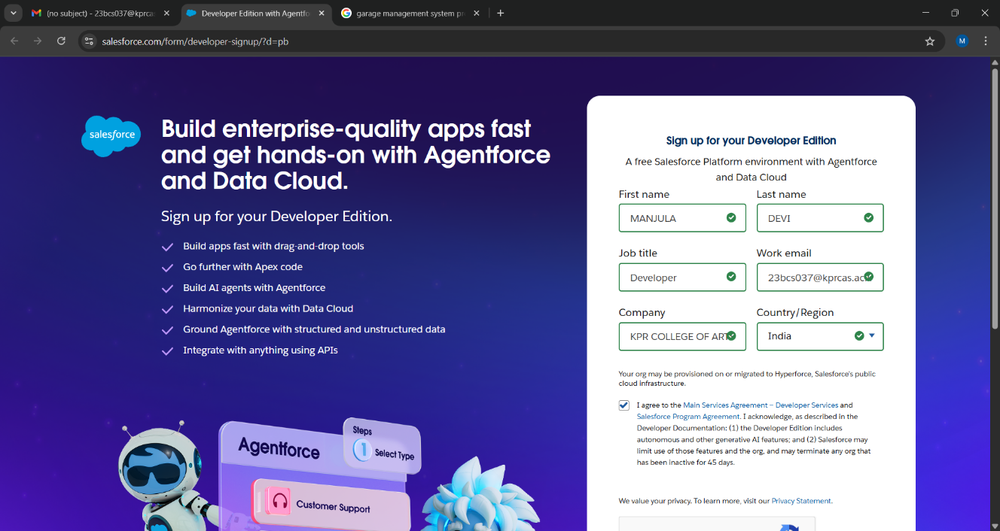 (no subject) - 23bcs037@kprcas
Developer Edition with Agentfo
garage management system pr
salesforce.com/form/developer-signup/?d=pb
M
salesforce
Build enterprise-quality apps fast
and get hands-on with Agentforce
and Data Cloud.
Sign up for your Developer Edition.
Build apps fast with drag-and-drop tools
Go further with Apex code
Build AI agents with Agentforce
Harmonize your data with Data Cloud
Ground Agentforce with structured and unstructured data
Integrate with anything using APIs
Agentforce
Steps
1 Select Type
Customer Support
Sign up for your Developer Edition
A free Salesforce Platform environment with Agentforce
and Data Cloud
First name Last name
MANJULA DEVI
Job title Work email
Developer 23bcs037@kprcas.ac
Company Country/Region
KPR COLLEGE OF ART India
Your org may be provisioned on or migrated to Hyperforce, Salesforce's public
cloud infrastructure.
I agree to the Main Services Agreement – Developer Services and
Salesforce Program Agreement. I acknowledge, as described in the
Developer Documentation: (1) the Developer Edition includes
autonomous and other generative AI features; and (2) Salesforce may
limit use of those features and the org, and may terminate any org that
has been inactive for 45 days.
We value your privacy. To learn more, visit our Privacy Statement.